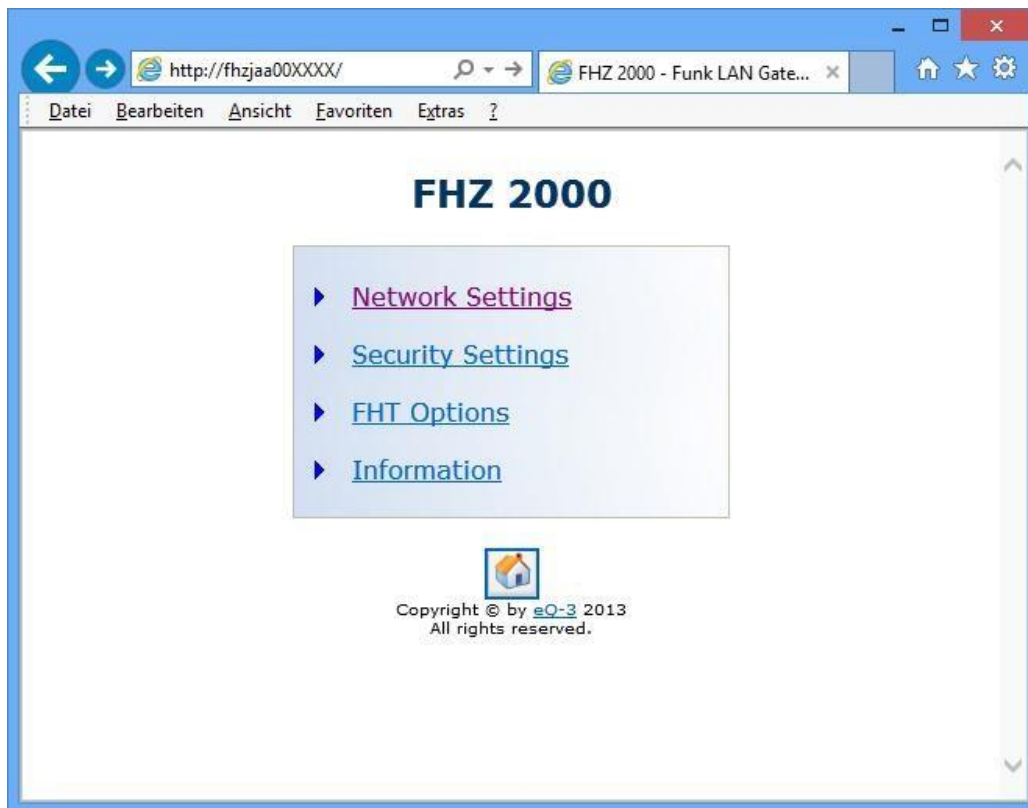 http://fhzjaa00XXXX/
FHZ 2000 - Funk LAN Gate...
Datei Bearbeiten Ansicht Favoriten Extras ?
FHZ 2000
Network Settings
Security Settings
FHT Options
Information
Copyright © by eQ-3 2013
All rights reserved.